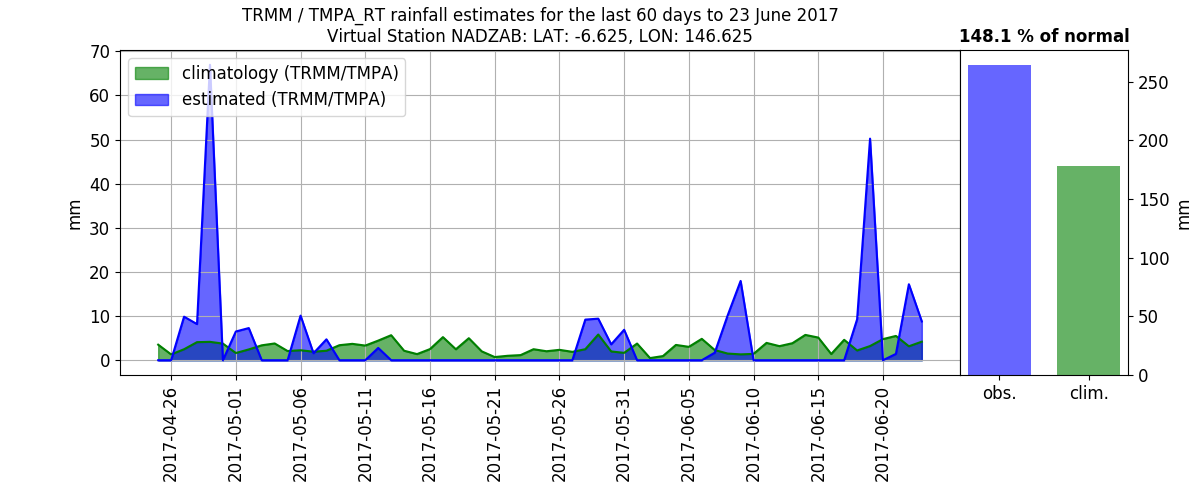 TRMM / TMPA_RT rainfall estimates for the last 60 days to 23 June 2017
Virtual Station NADZAB: LAT: -6.625, LON: 146.625
148.1 % of normal
climatology (TRMM/TMPA)
estimated (TRMM/TMPA)
70
60
50
40
30
20
10
0
mm
2017-04-26
2017-05-01
2017-05-06
2017-05-11
2017-05-16
2017-05-21
2017-05-26
2017-05-31
2017-06-05
2017-06-10
2017-06-15
2017-06-20
obs.
clim.
250
200
150
100
50
0
mm